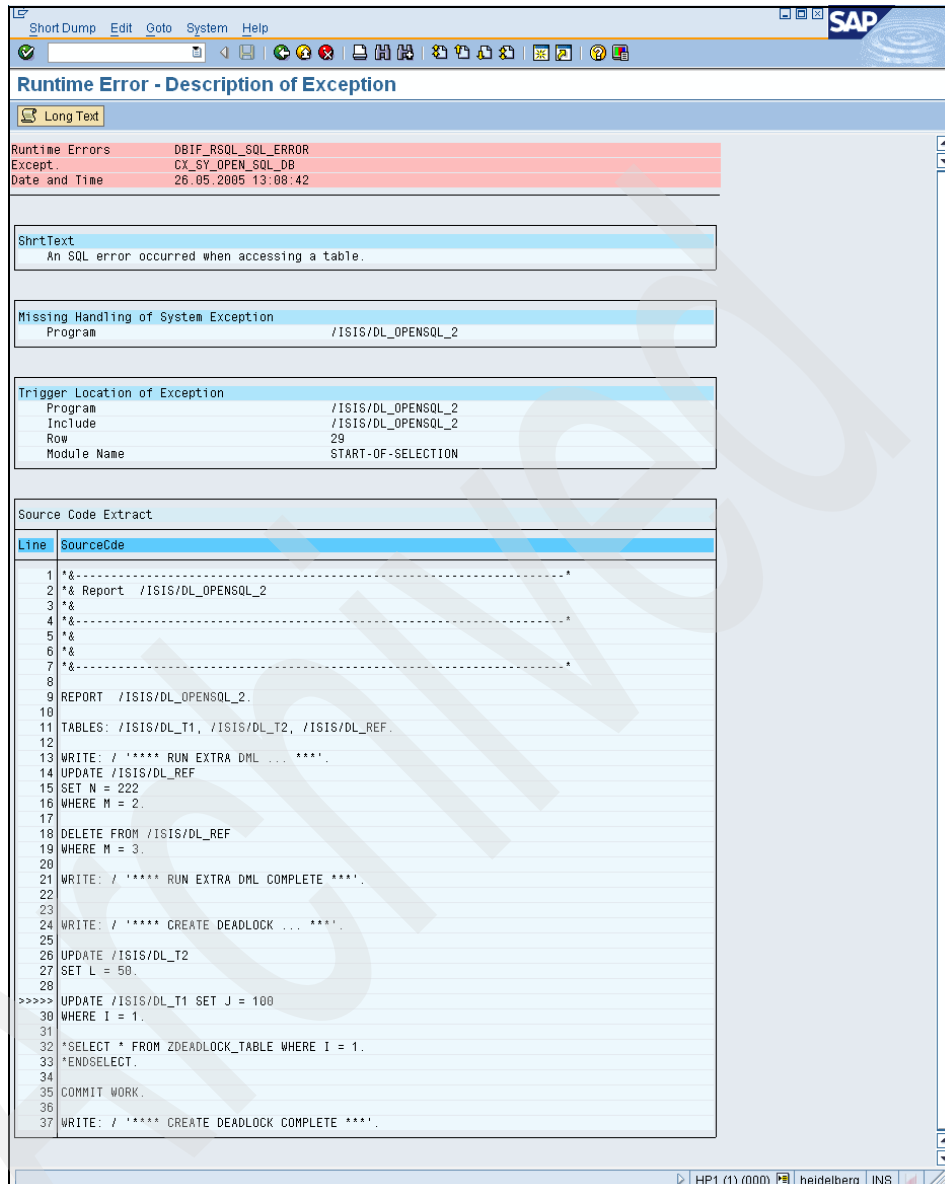 Short Dump Edit Goto System Help
SAP
Runtime Error - Description of Exception
Long Text
Runtime Errors DBIF_RSQL_SQL_ERROR
Except. CX_SY_OPEN_SQL_DB
Date and Time 26.05.2005 13:08:42
ShrtText
An SQL error occurred when accessing a table.
Missing Handling of System Exception
Program /ISIS/DL_OPENSQL_2
Trigger Location of Exception
Program /ISIS/DL_OPENSQL_2
Include /ISIS/DL_OPENSQL_2
Row 29
Module Name START-OF-SELECTION
Source Code Extract
Line SourceCde
1 *&---------------------------------------------------------------------*
2 *& Report /ISIS/DL_OPENSQL_2
3 *&
4 *&---------------------------------------------------------------------*
5 *&
6 *&
7 *&---------------------------------------------------------------------*
8
9 REPORT /ISIS/DL_OPENSQL_2.
10
11 TABLES: /ISIS/DL_T1, /ISIS/DL_T2, /ISIS/DL_REF.
12
13 WRITE: / '**** RUN EXTRA DML ... ***'.
14 UPDATE /ISIS/DL_REF
15 SET N = 222
16 WHERE M = 2.
17
18 DELETE FROM /ISIS/DL_REF
19 WHERE M = 3.
20
21 WRITE: / '**** RUN EXTRA DML COMPLETE ***'.
22
23
24 WRITE: / '**** CREATE DEADLOCK ... ***'.
25
26 UPDATE /ISIS/DL_T2
27 SET L = 50.
28
>>>>> UPDATE /ISIS/DL_T1 SET J = 100
30 WHERE I = 1.
31
32 *SELECT * FROM ZDEADLOCK_TABLE WHERE I = 1.
33 *ENDSELECT.
34
35 COMMIT WORK.
36
37 WRITE: / '**** CREATE DEADLOCK COMPLETE ***'.
HP1 (1) (000) heidelberg INS
Archived